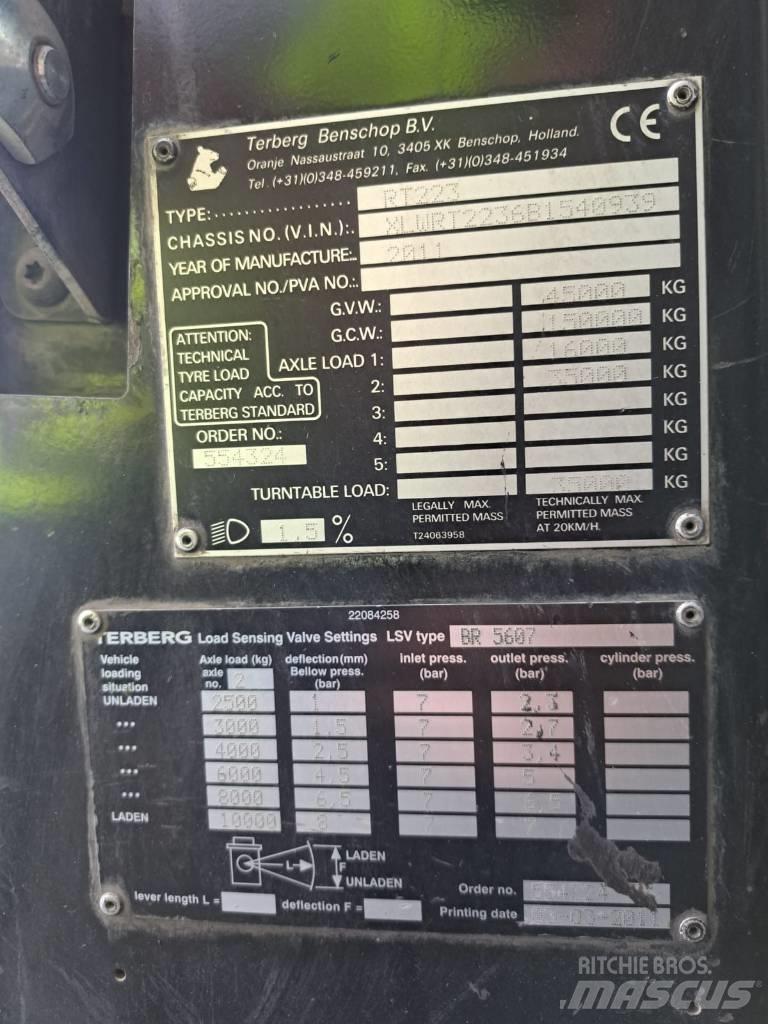 Terberg Benschop B.V.
Oranje Nassaustraat 10, 3405 XK Benschop, Holland.
Tel. (+31)(0)348-459211, Fax. (+31)(0)348-451934
CE
TYPE:................. RT223
CHASSIS NO. (V.I.N.):. XLWRT2236B1540939
YEAR OF MANUFACTURE:.. 2011
APPROVAL NO./PVA NO.:
G.V.W.: 45000 KG
G.C.W.: 150000 KG
AXLE LOAD 1: 16000 KG
2: 35000 KG
3: KG
4: KG
5: KG
TURNTABLE LOAD: 35000 KG
ATTENTION:
TECHNICAL
TYRE LOAD
CAPACITY ACC. TO
TERBERG STANDARD
ORDER NO.:
554324
LEGALLY MAX.
PERMITTED MASS
TECHNICALLY MAX.
PERMITTED MASS
AT 20KM/H.
T24063958
1.5 %
22084258
TERBERG Load Sensing Valve Settings LSV type BR 5607
Vehicle
loading
situation
Axle load (kg)
axle
no. 2
deflection(mm)
Bellow press.
(bar)
inlet press.
(bar)
outlet press.
(bar)
cylinder press.
(bar)
UNLADEN 2500 1 7 2,3
••• 3000 1,5 7 2,7
••• 4000 2,5 7 3,4
••• 6000 4,5 7 5
••• 8000 6,5 7 6,5
LADEN 10000 8 7 7
L
F
LADEN
UNLADEN
lever length L =
deflection F =
Order no.
Printing date
RITCHIE BROS.
MASCUS